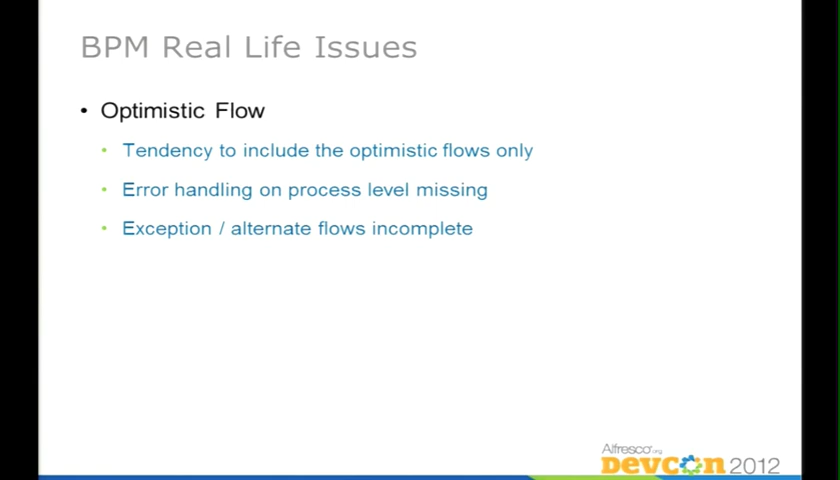 BPM Real Life Issues
• Optimistic Flow
• Tendency to include the optimistic flows only
• Error handling on process level missing
• Exception / alternate flows incomplete
Alfresco.org
DEVCON 2012